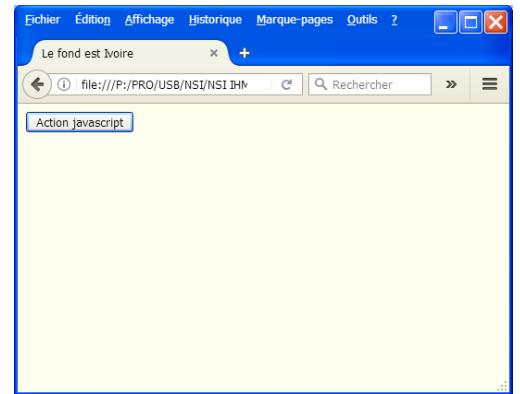 Fichier Édition Affichage Historique Marque-pages Outils ?
Le fond est Ivoire
file:///P:/PRO/USB/NSI/NSI IHM
Rechercher
Action javascript